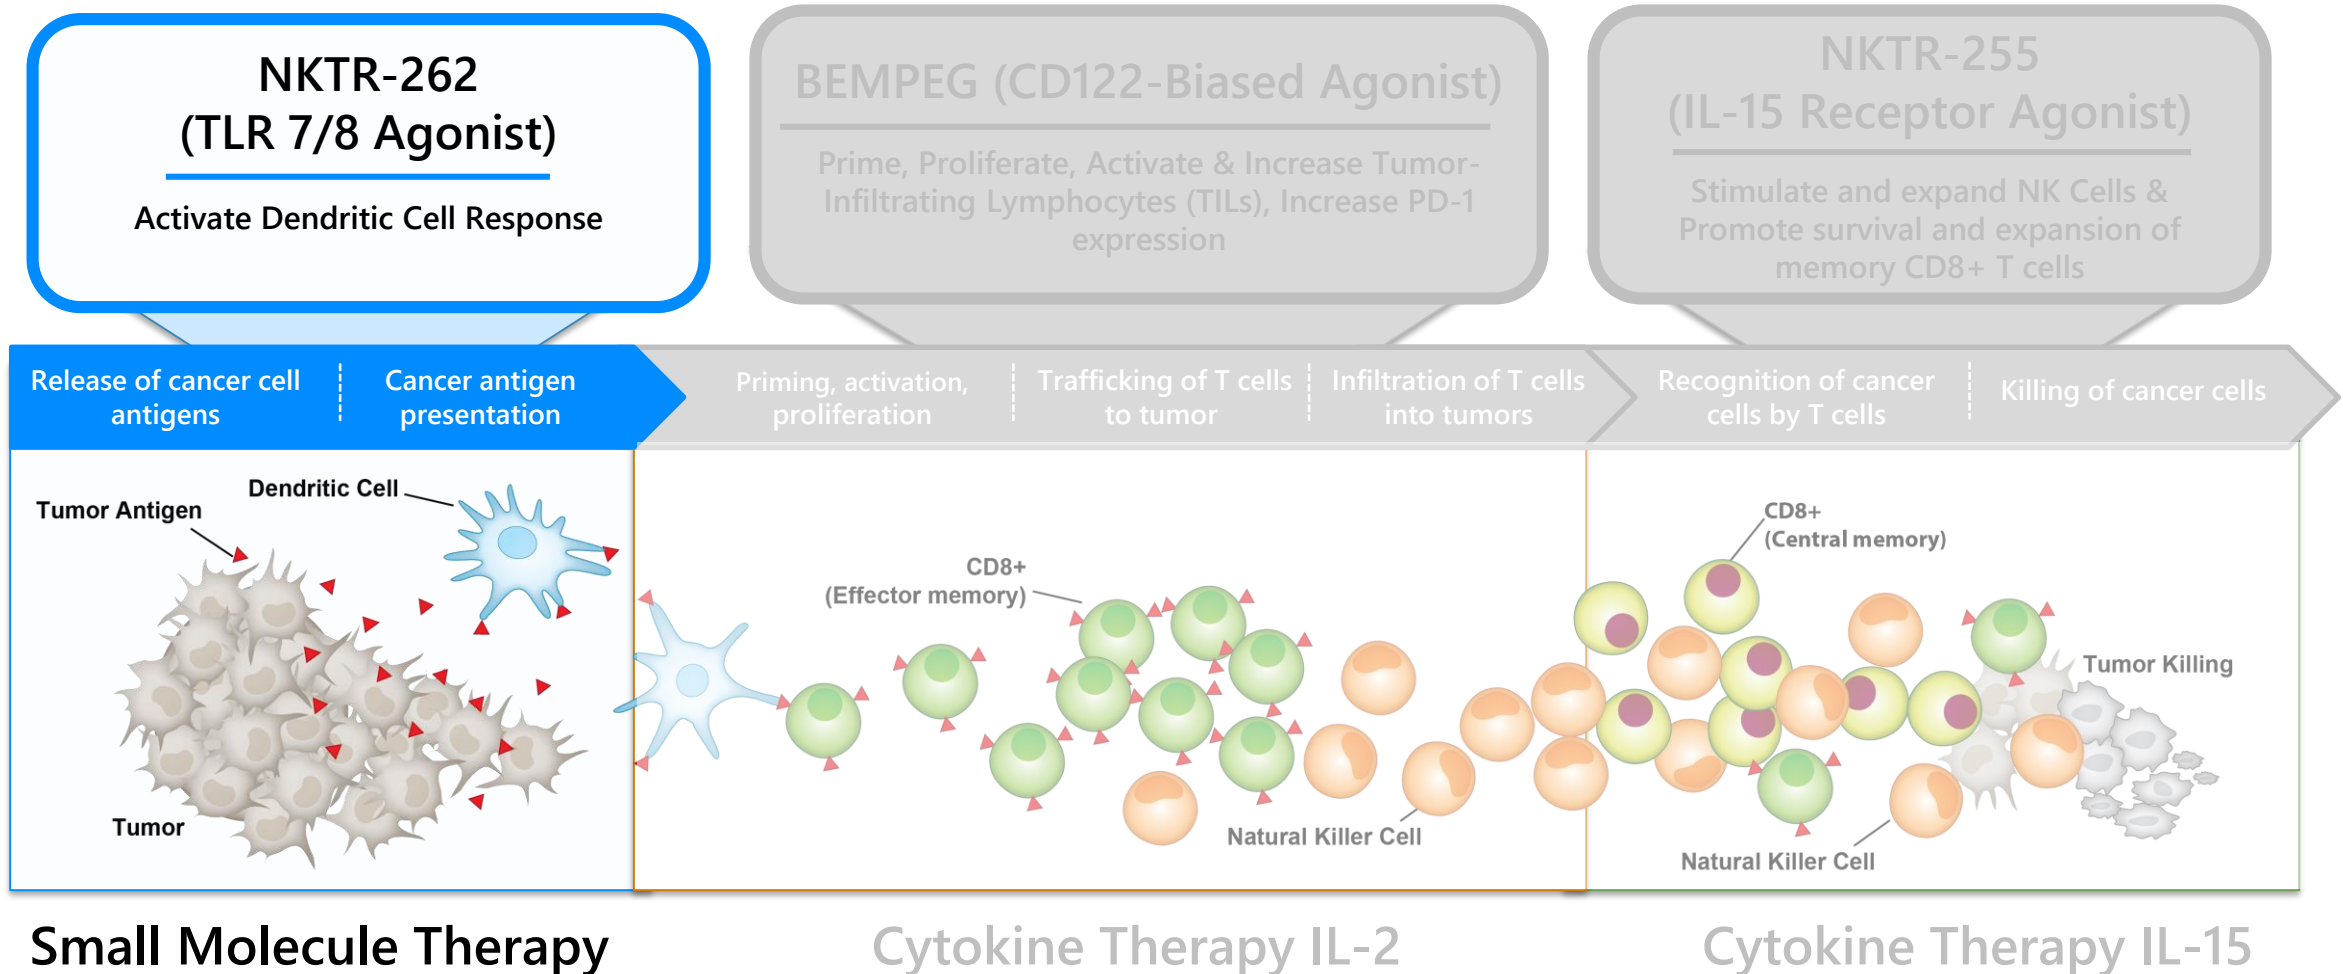 NKTR-262
(TLR 7/8 Agonist)
Activate Dendritic Cell Response
BEMPEG (CD122-Biased Agonist)
Prime, Proliferate, Activate & Increase Tumor-
Infiltrating Lymphocytes (TILs), Increase PD-1
expression
NKTR-255
(IL-15 Receptor Agonist)
Stimulate and expand NK Cells &
Promote survival and expansion of
memory CD8+ T cells
Release of cancer cell
antigens
Cancer antigen
presentation
Priming, activation,
proliferation
Trafficking of T cells
to tumor
Infiltration of T cells
into tumors
Recognition of cancer
cells by T cells
Killing of cancer cells
Dendritic Cell
Tumor Antigen
Tumor
CD8+
(Effector memory)
Natural Killer Cell
CD8+
(Central memory)
Tumor Killing
Natural Killer Cell
Small Molecule Therapy
Cytokine Therapy IL-2
Cytokine Therapy IL-15